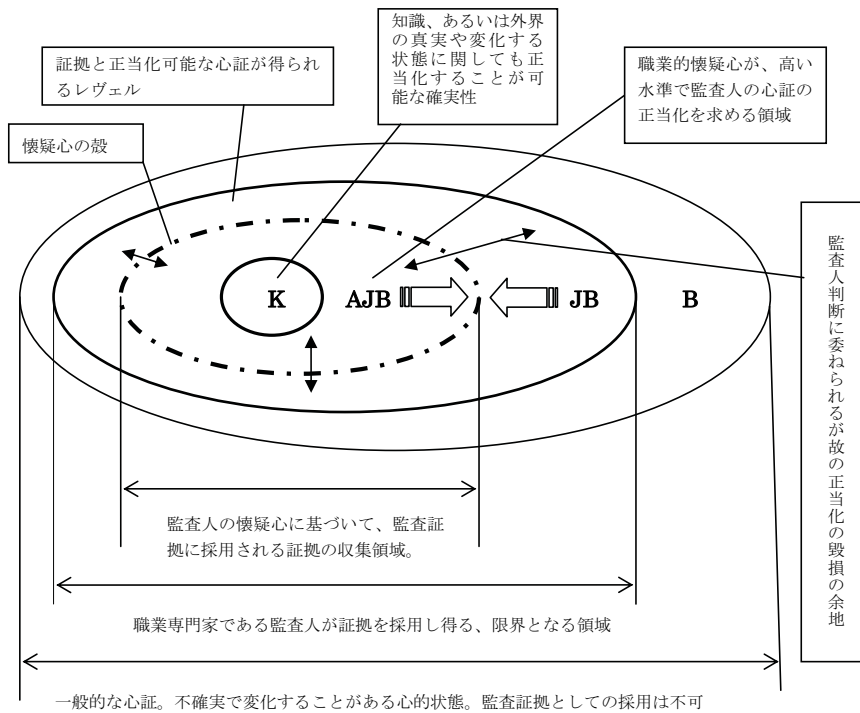 知識、あるいは外界
の真実や変化する
状態に関しても正
当化することが可
能な確実性
証拠と正当化可能な心証が得られ
るレヴェル
職業的懐疑心が、高い
水準で監査人の心証の
正当化を求める領域
懐疑心の殻
監査人判断に委ねられるが故の正当化の毀損の余地
K
AJB
JB
B
監査人の懐疑心に基づいて、監査証
拠に採用される証拠の収集領域。
職業専門家である監査人が証拠を採用し得る、限界となる領域
一般的な心証。不確実で変化することがある心的状態。監査証拠としての採用は不可